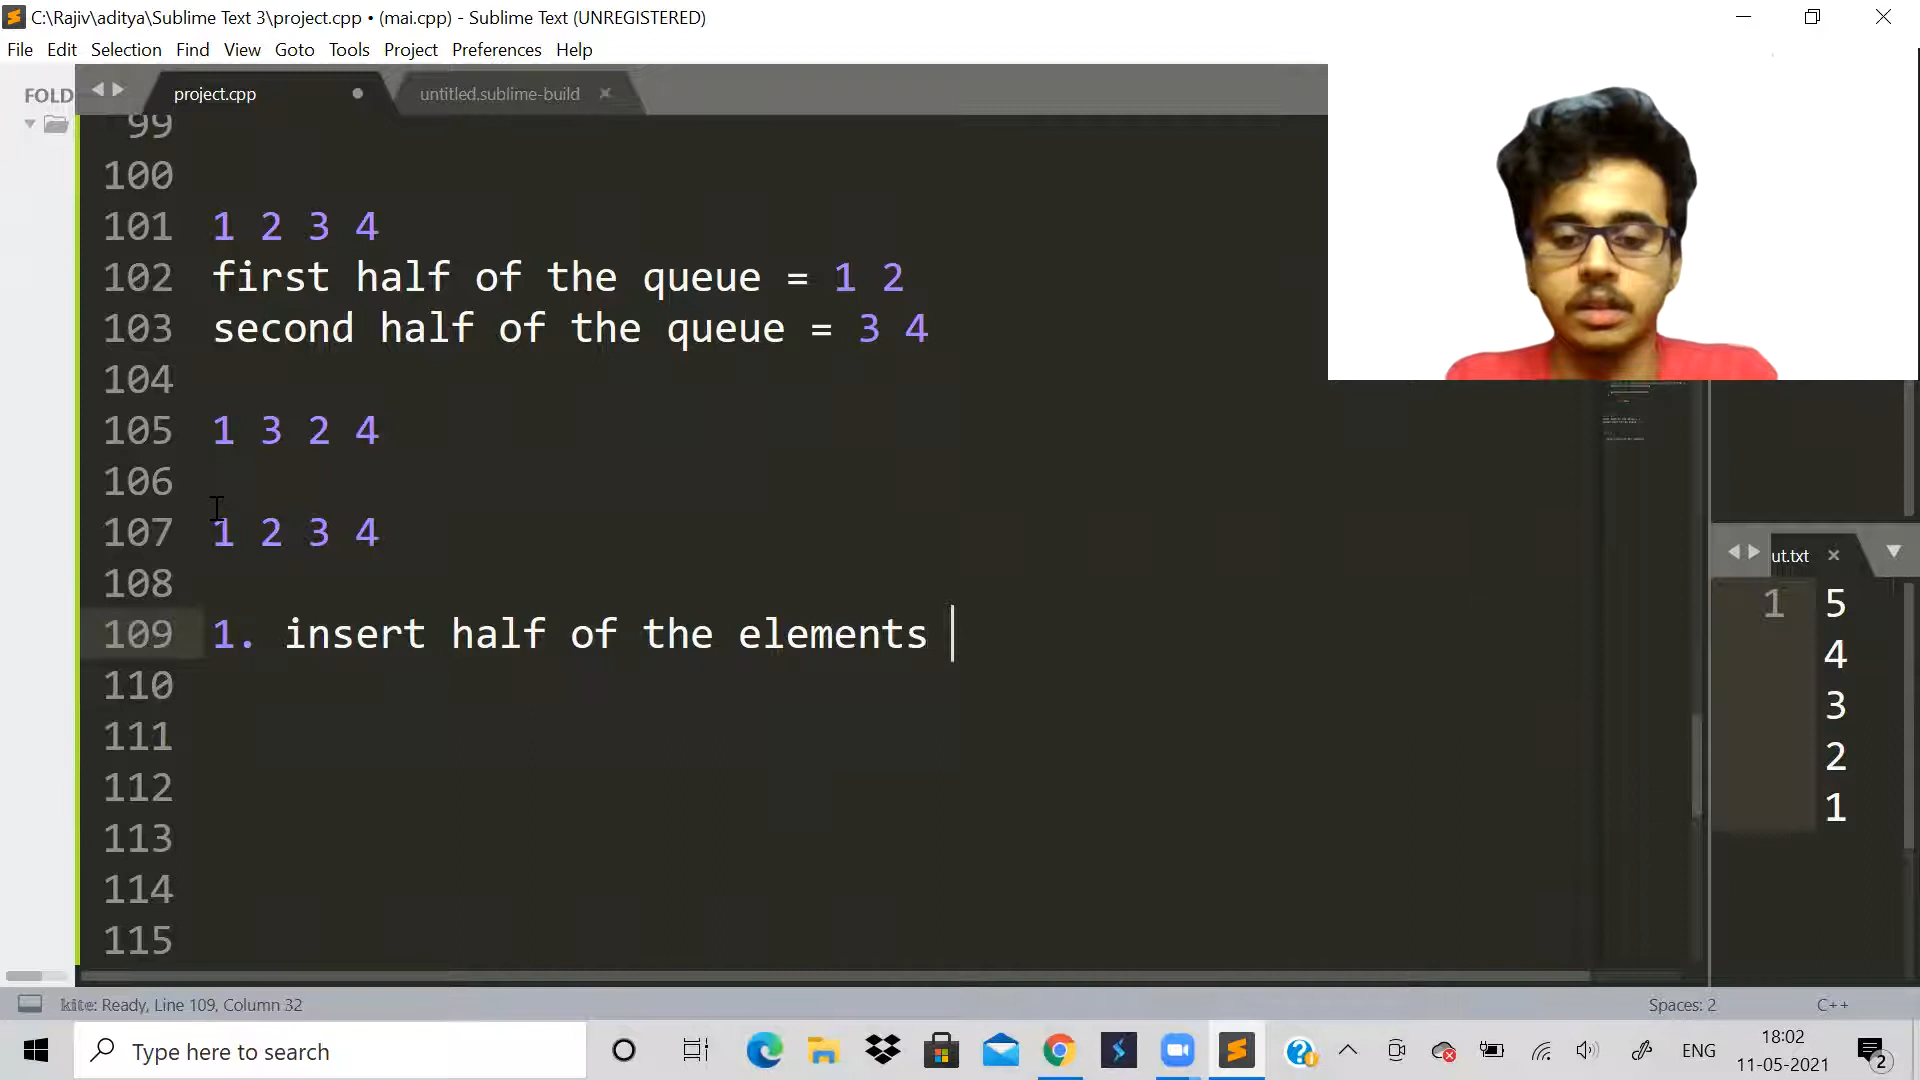 C:\Rajiv\aditya\Sublime Text 3\project.cpp • (mai.cpp) - Sublime Text (UNREGISTERED)
File Edit Selection Find View Goto Tools Project Preferences Help
FOLD
project.cpp
untitled.sublime-build
99
100
101 1 2 3 4
102 first half of the queue = 1 2
103 second half of the queue = 3 4
104
105 1 3 2 4
106
107 1 2 3 4
108
109 1. insert half of the elements
110
111
112
113
114
115
ut.txt
1 5
4
3
2
1
kite: Ready, Line 109, Column 32
Spaces: 2
C++
Type here to search
ENG
18:02
11-05-2021
2